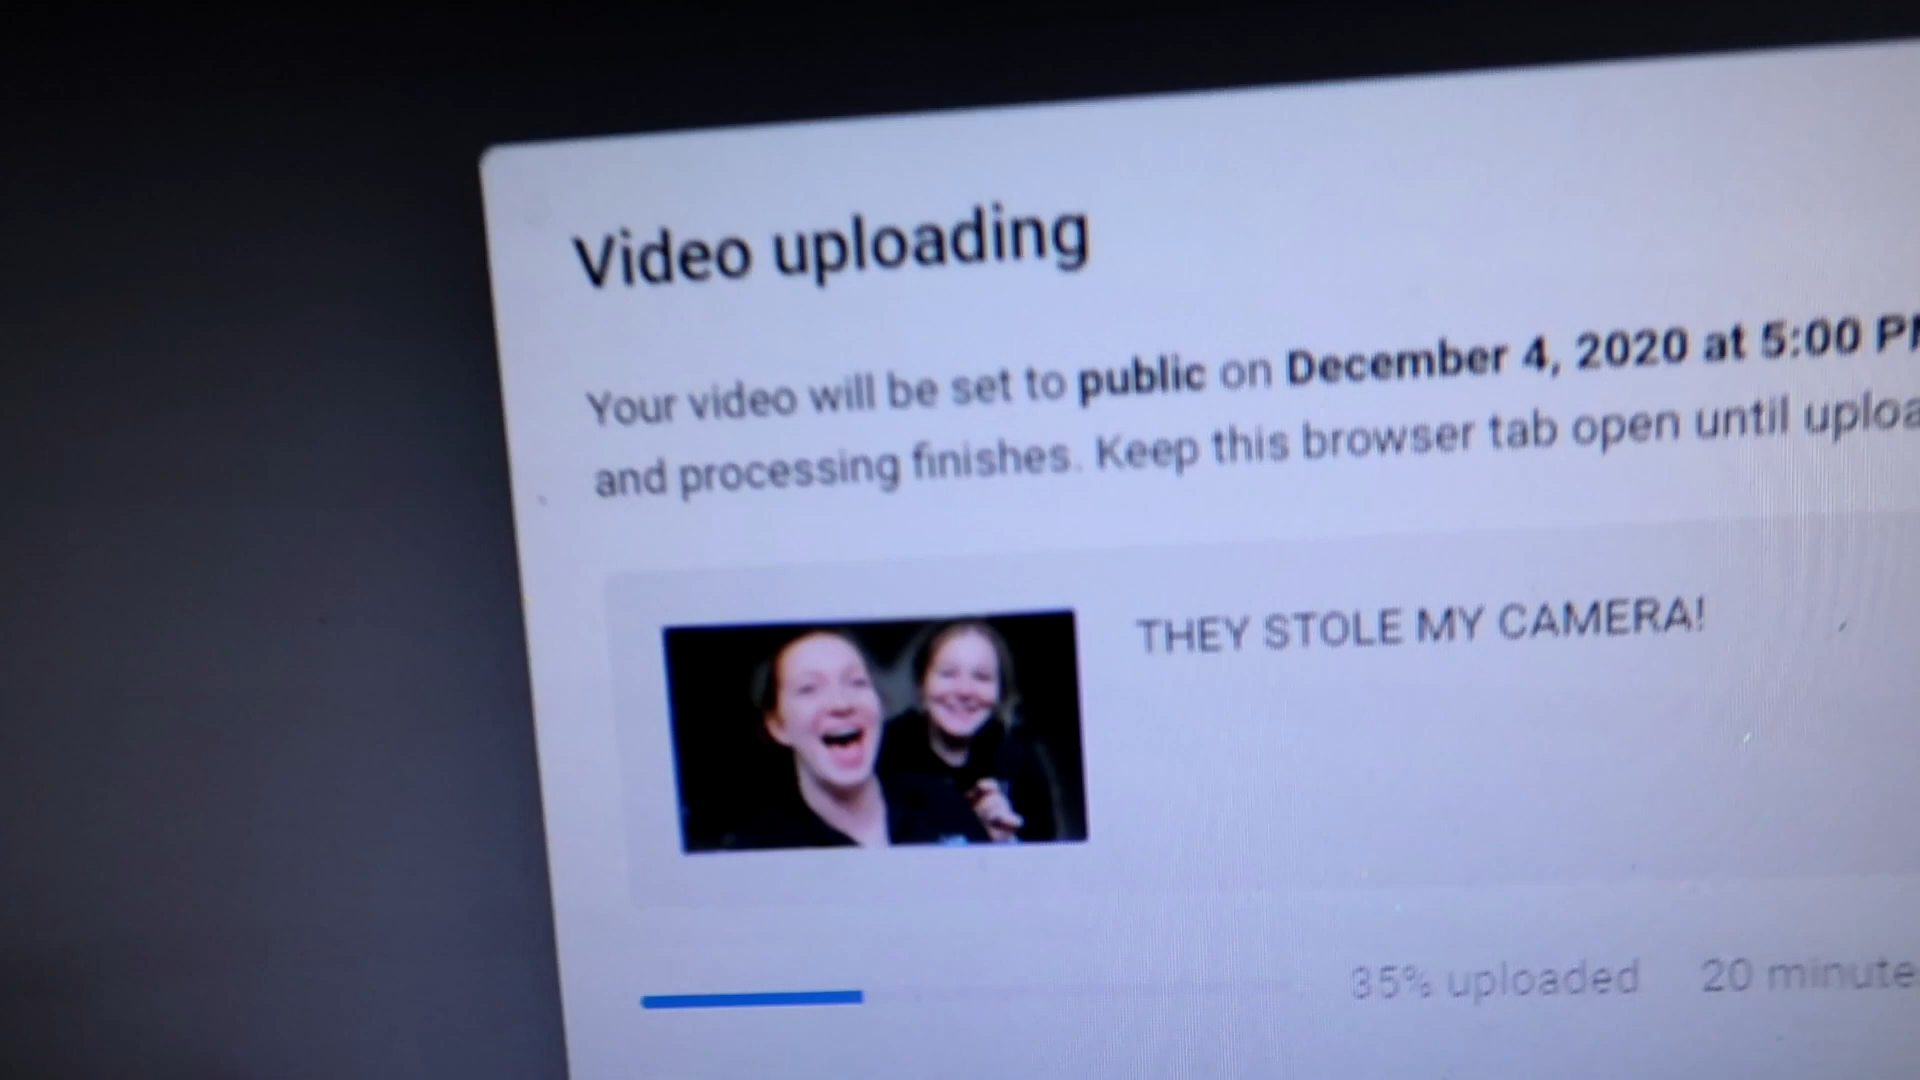 Video uploading
Your video will be set to public on December 4, 2020 at 5:00
and processing finishes. Keep this browser tab open until
THEY STOLE MY CAMERA!
35% uploaded 20